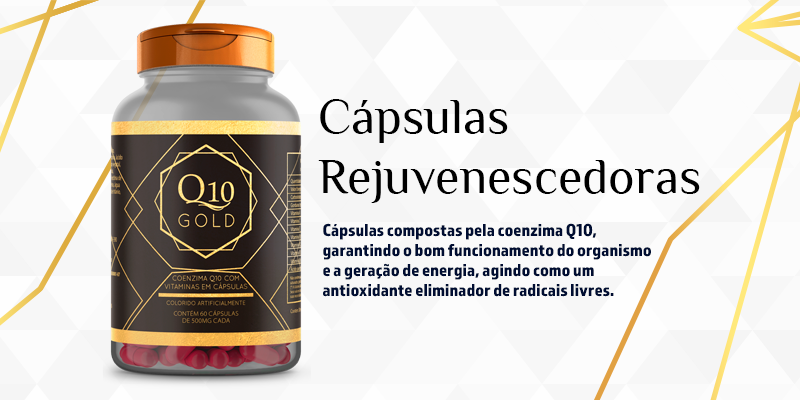 Q10
GOLD
COENZIMA Q10 COM
VITAMINAS EM CÁPSULAS
COLORIDO ARTIFICIALMENTE
CONTÉM 60 CÁPSULAS
DE 500MG CADA
Cápsulas
Rejuvenescedoras
Cápsulas compostas pela coenzima Q10,
garantindo o bom funcionamento do organismo
e a geração de energia, agindo como um
antioxidante eliminador de radicais livres.